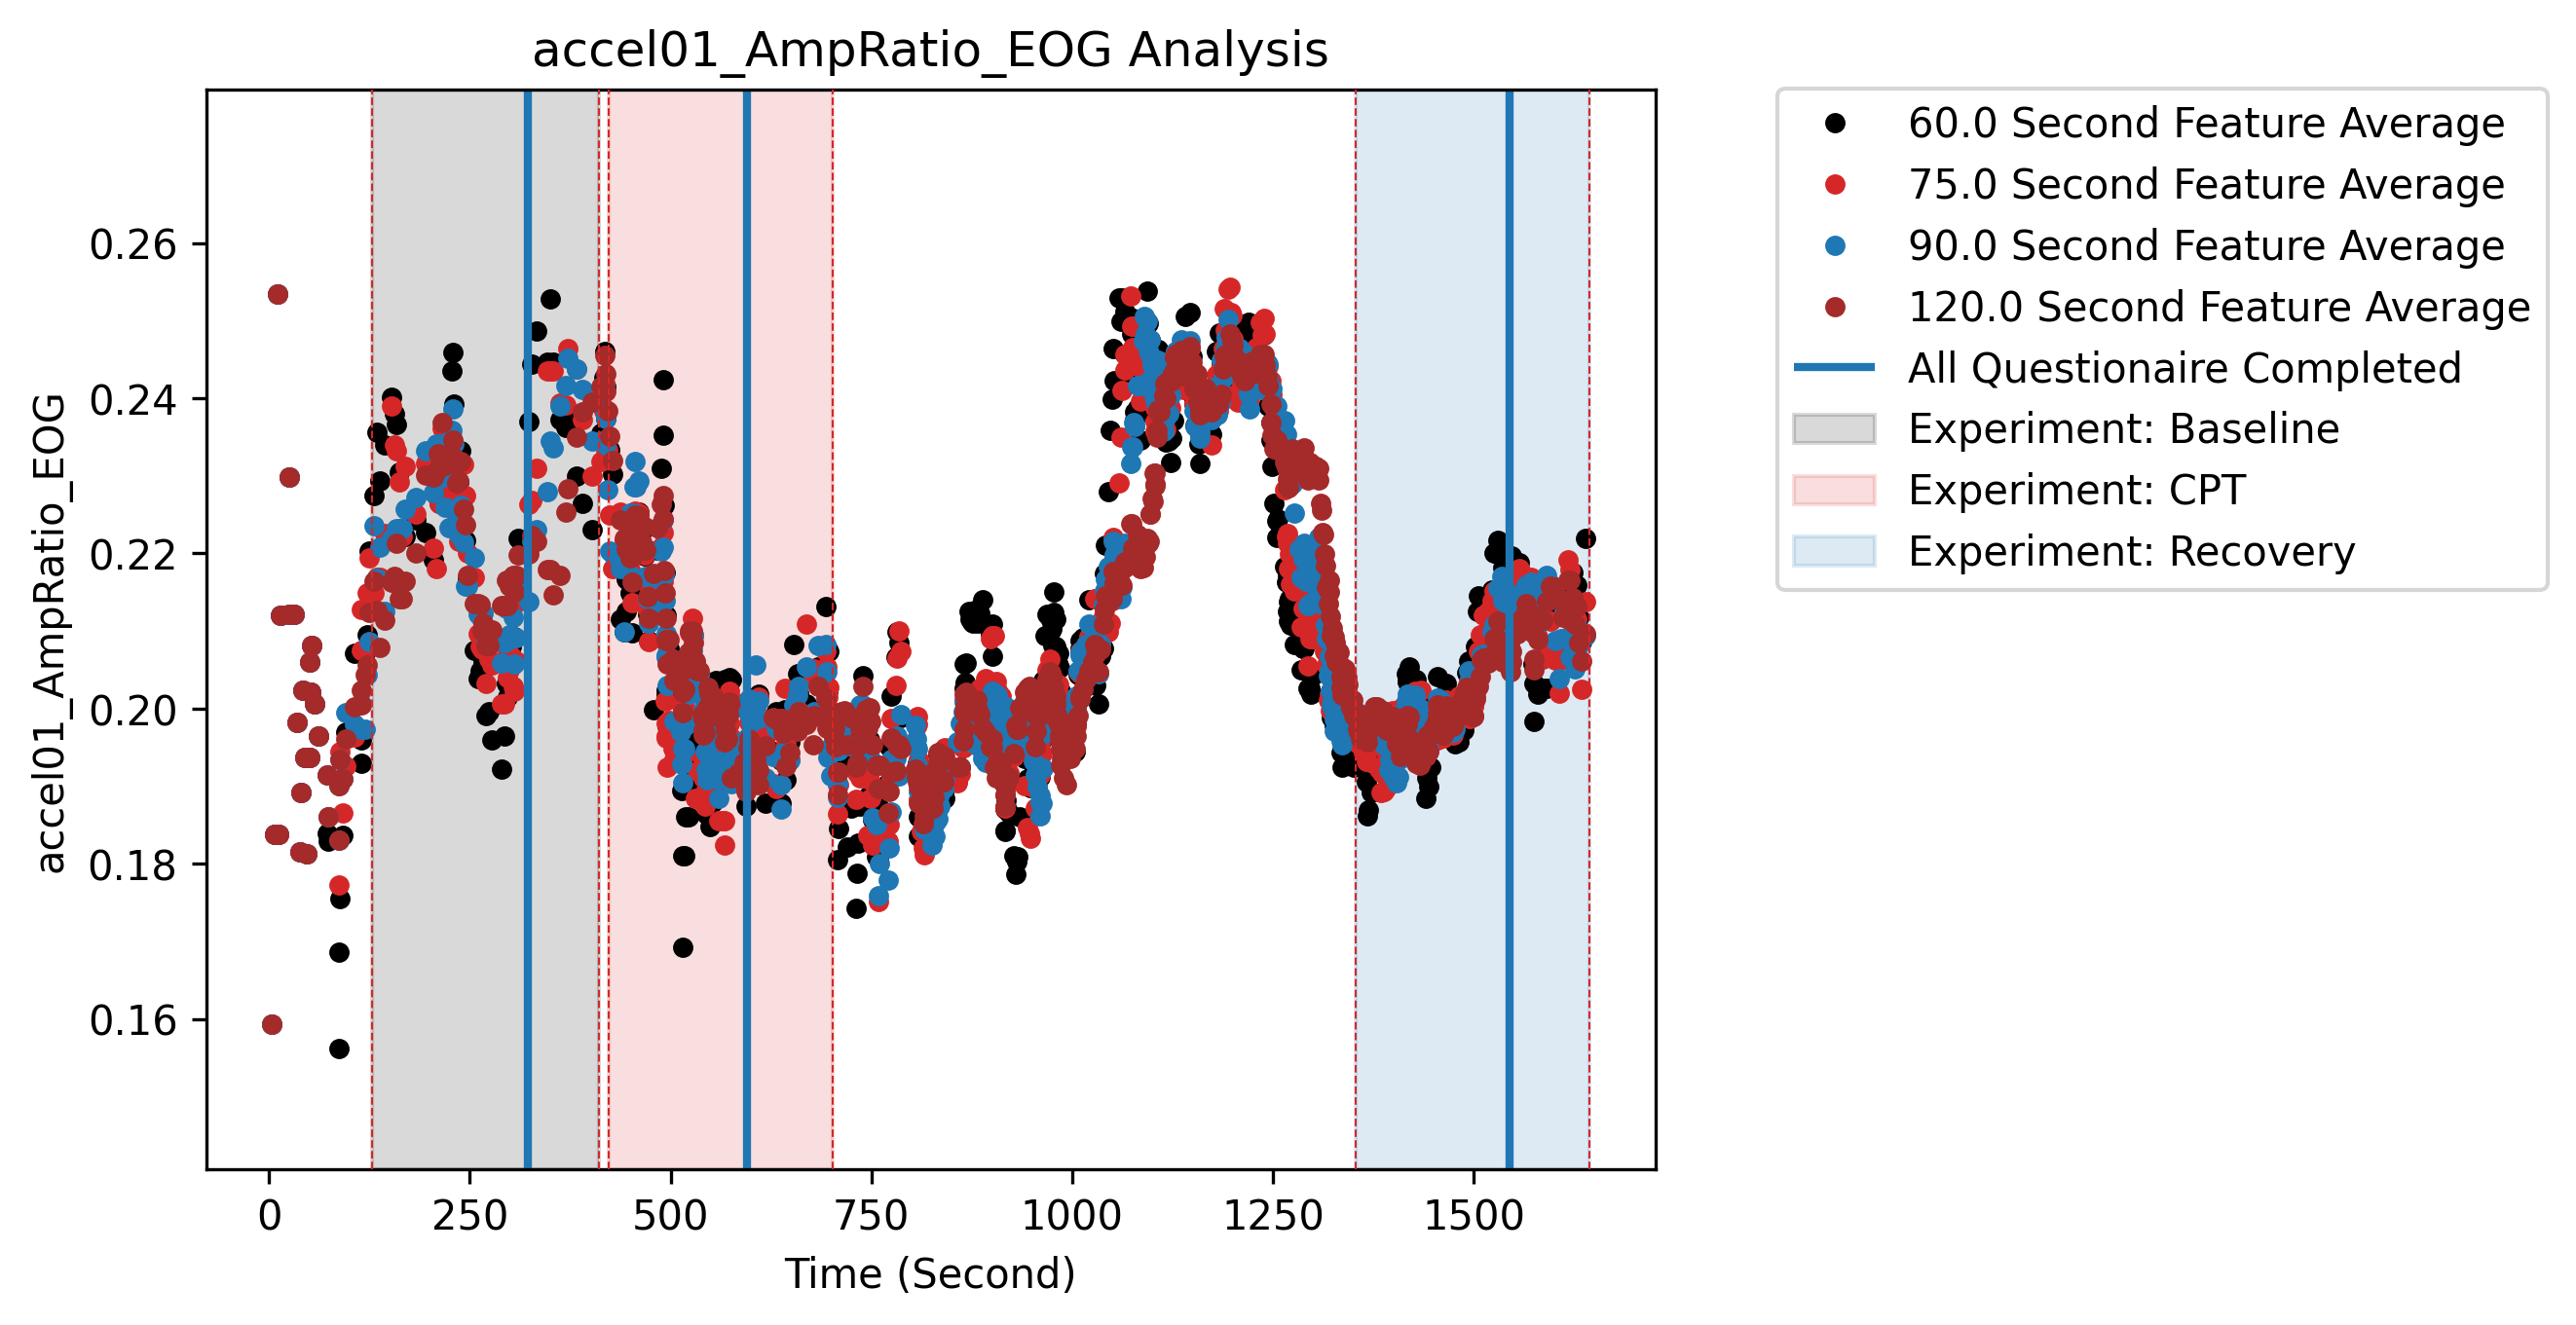 accel01_AmpRatio_EOG Analysis
accel01_AmpRatio_EOG
0.26
0.24
0.22
0.20
0.18
0.16
0
250
500
750
1000
1250
1500
Time (Second)
60.0 Second Feature Average
75.0 Second Feature Average
90.0 Second Feature Average
120.0 Second Feature Average
All Questionaire Completed
Experiment: Baseline
Experiment: CPT
Experiment: Recovery